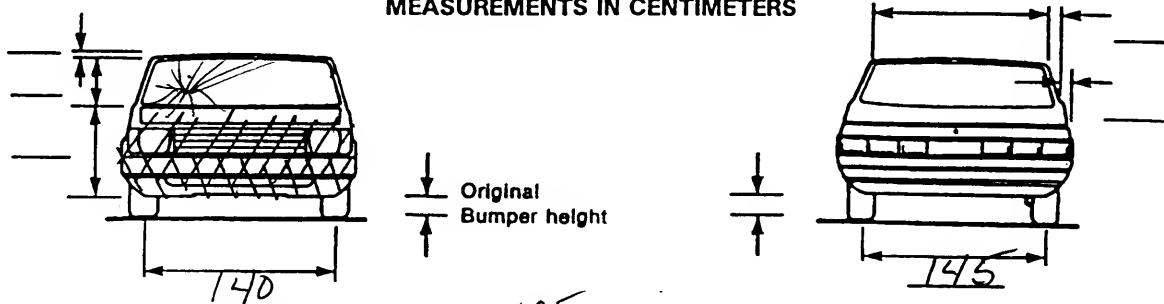 MEASUREMENTS IN CENTIMETERS
Original
Bumper height
140
145